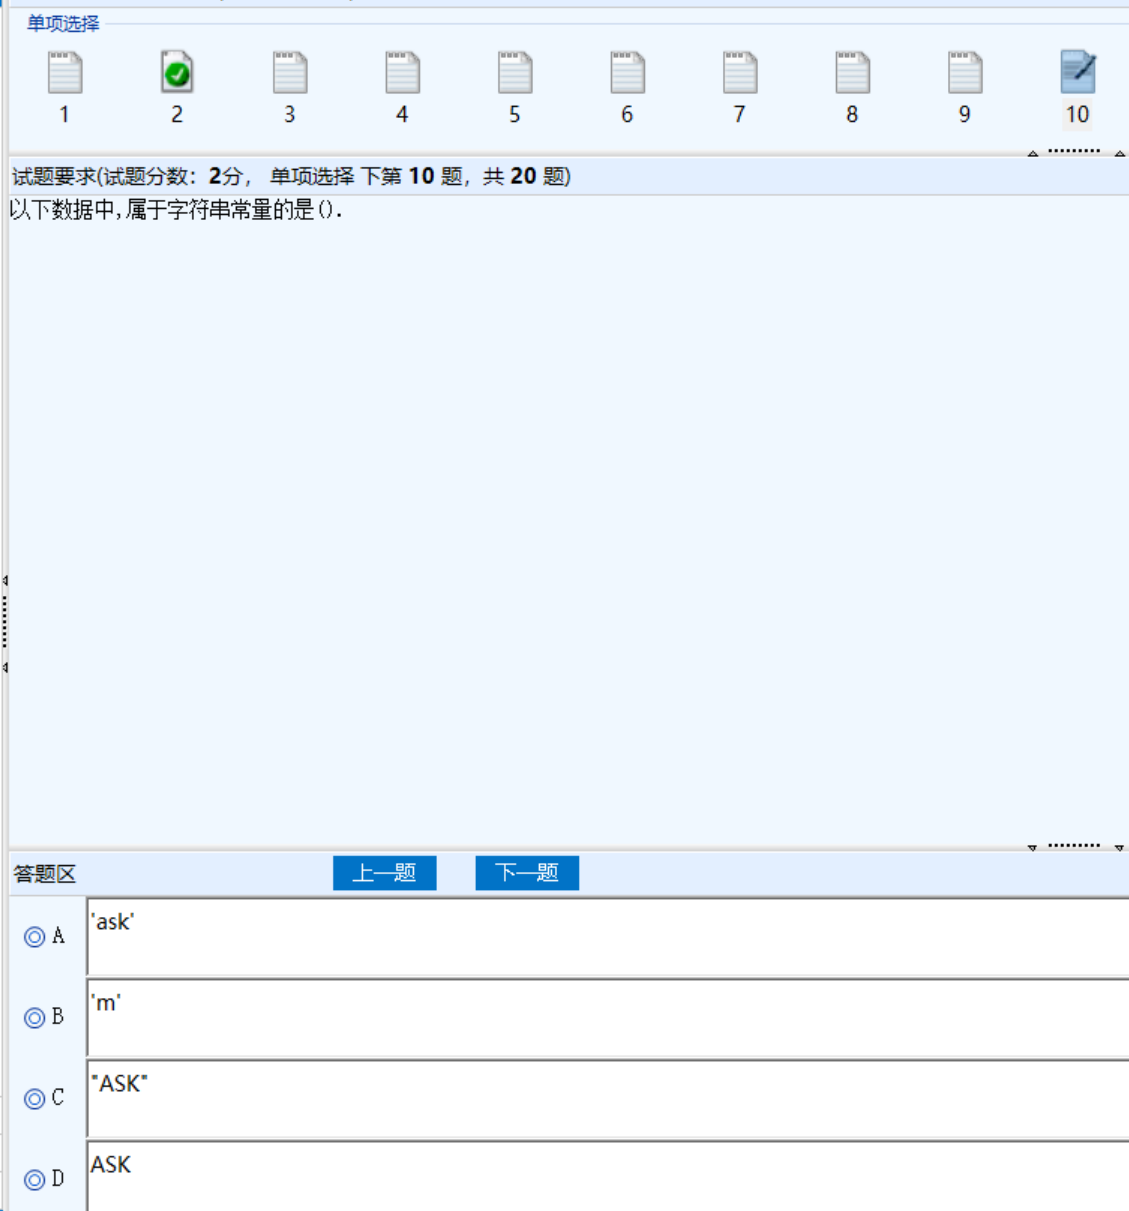 单项选择
1 2 3 4 5 6 7 8 9 10
试题要求(试题分数：2分， 单项选择 下第 10 题，共 20 题)
以下数据中,属于字符串常量的是().
答题区 上一题 下一题
A 'ask'
B 'm'
C "ASK"
D ASK